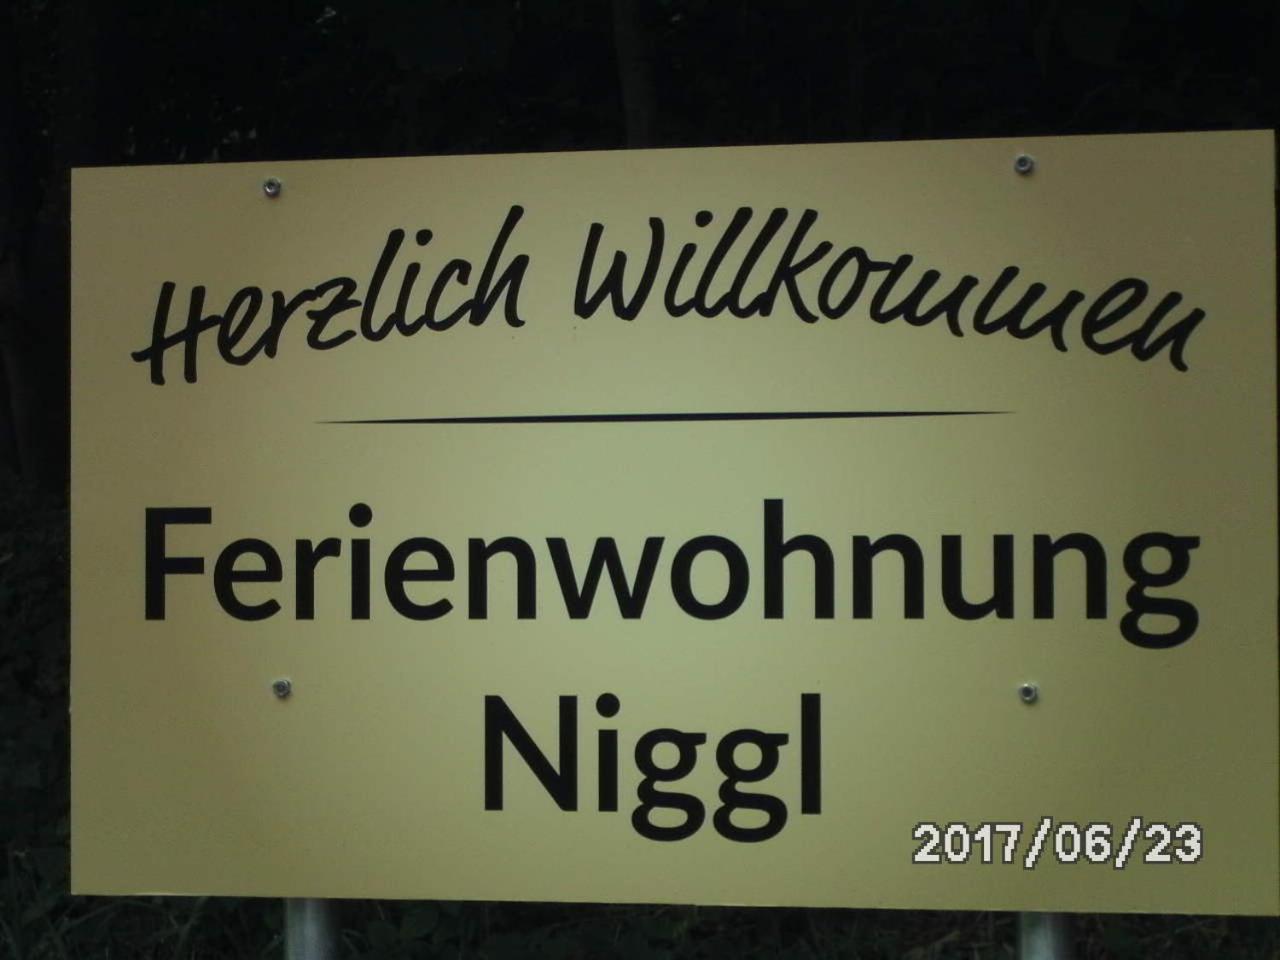 Herzlich Willkommen
Ferienwohnung
Niggl
2017/06/23